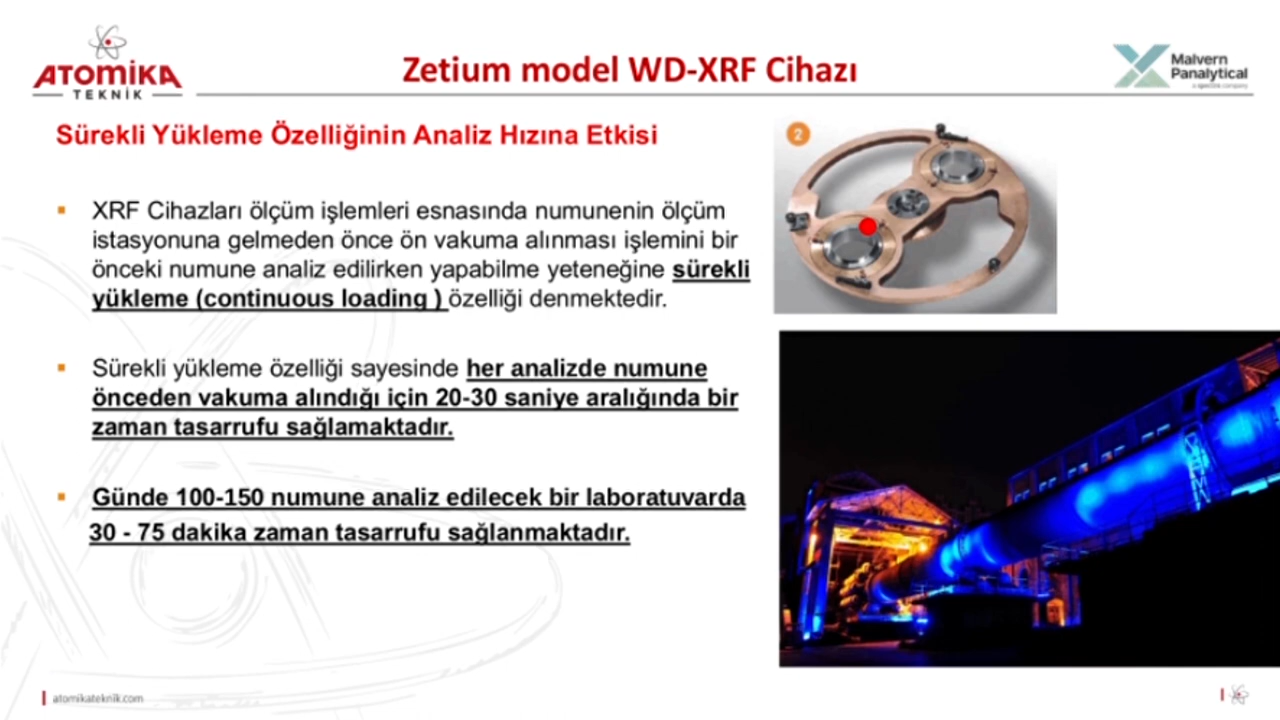 ATOMİKA
TEKNİK
Zetium model WD-XRF Cihazı
Malvern
Panalytical
a spectris company
Sürekli Yükleme Özelliğinin Analiz Hızına Etkisi
2
▪ XRF Cihazları ölçüm işlemleri esnasında numunenin ölçüm
istasyonuna gelmeden önce ön vakuma alınması işlemini bir
önceki numune analiz edilirken yapabilme yeteneğine sürekli
yükleme (continuous loading ) özelliği denmektedir.
▪ Sürekli yükleme özelliği sayesinde her analizde numune
önceden vakuma alındığı için 20-30 saniye aralığında bir
zaman tasarrufu sağlamaktadır.
▪ Günde 100-150 numune analiz edilecek bir laboratuvarda
30 - 75 dakika zaman tasarrufu sağlanmaktadır.
atomikateknik.com